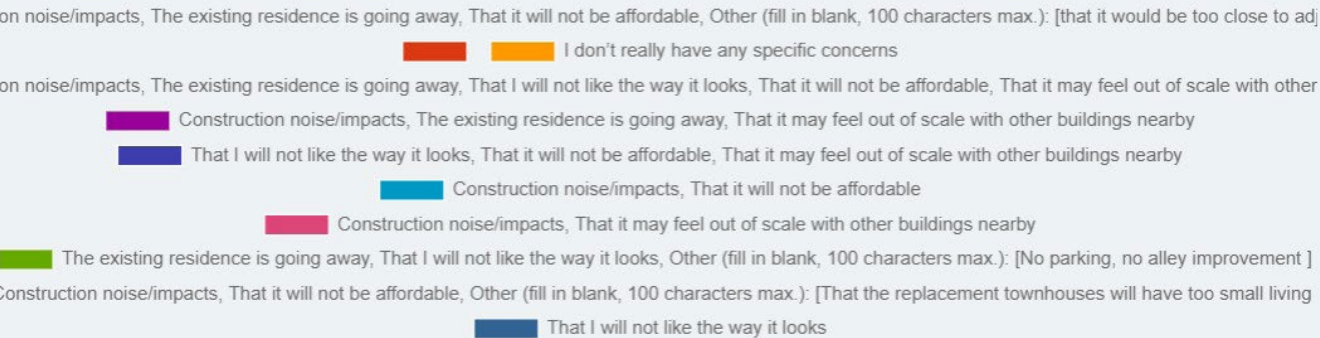 on noise/impacts, The existing residence is going away, That it will not be affordable, Other (fill in blank, 100 characters max.): [that it would be too close to adj
I don’t really have any specific concerns
on noise/impacts, The existing residence is going away, That I will not like the way it looks, That it will not be affordable, That it may feel out of scale with other
Construction noise/impacts, The existing residence is going away, That it may feel out of scale with other buildings nearby
That I will not like the way it looks, That it will not be affordable, That it may feel out of scale with other buildings nearby
Construction noise/impacts, That it will not be affordable
Construction noise/impacts, That it may feel out of scale with other buildings nearby
The existing residence is going away, That I will not like the way it looks, Other (fill in blank, 100 characters max.): [No parking, no alley improvement ]
Construction noise/impacts, That it will not be affordable, Other (fill in blank, 100 characters max.): [That the replacement townhouses will have too small living
That I will not like the way it looks